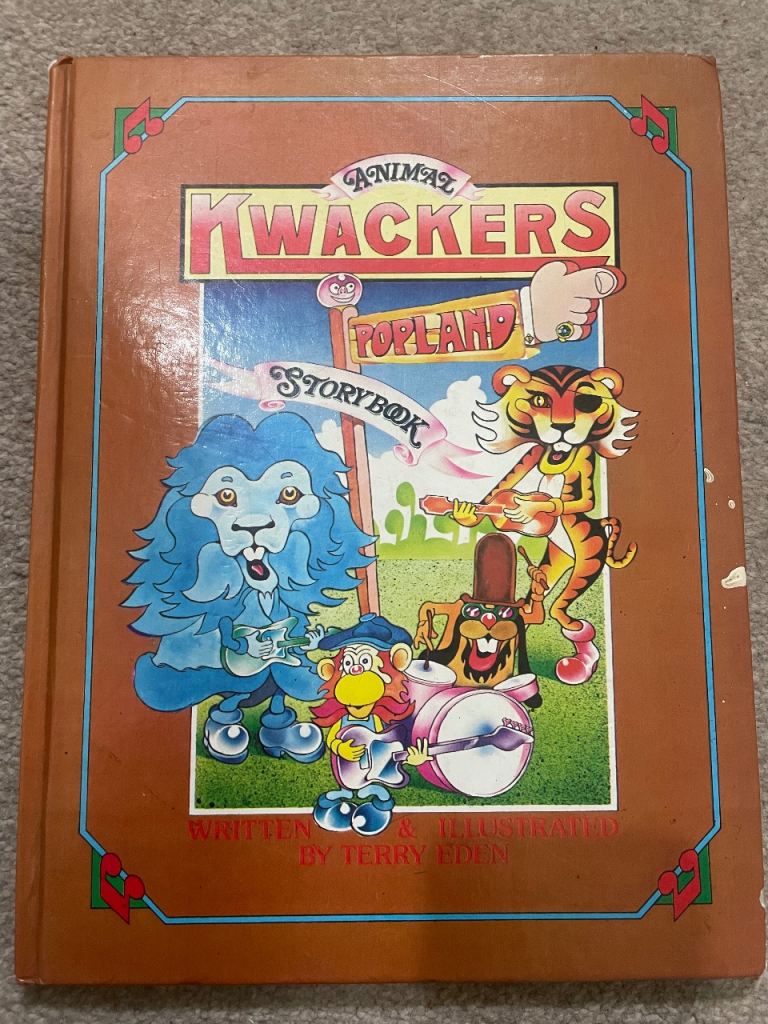 ANIMAL
KWACKERS
POPLAND
STORYBOOK
WRITTEN & ILLUSTRATED
BY TERRY EDEN